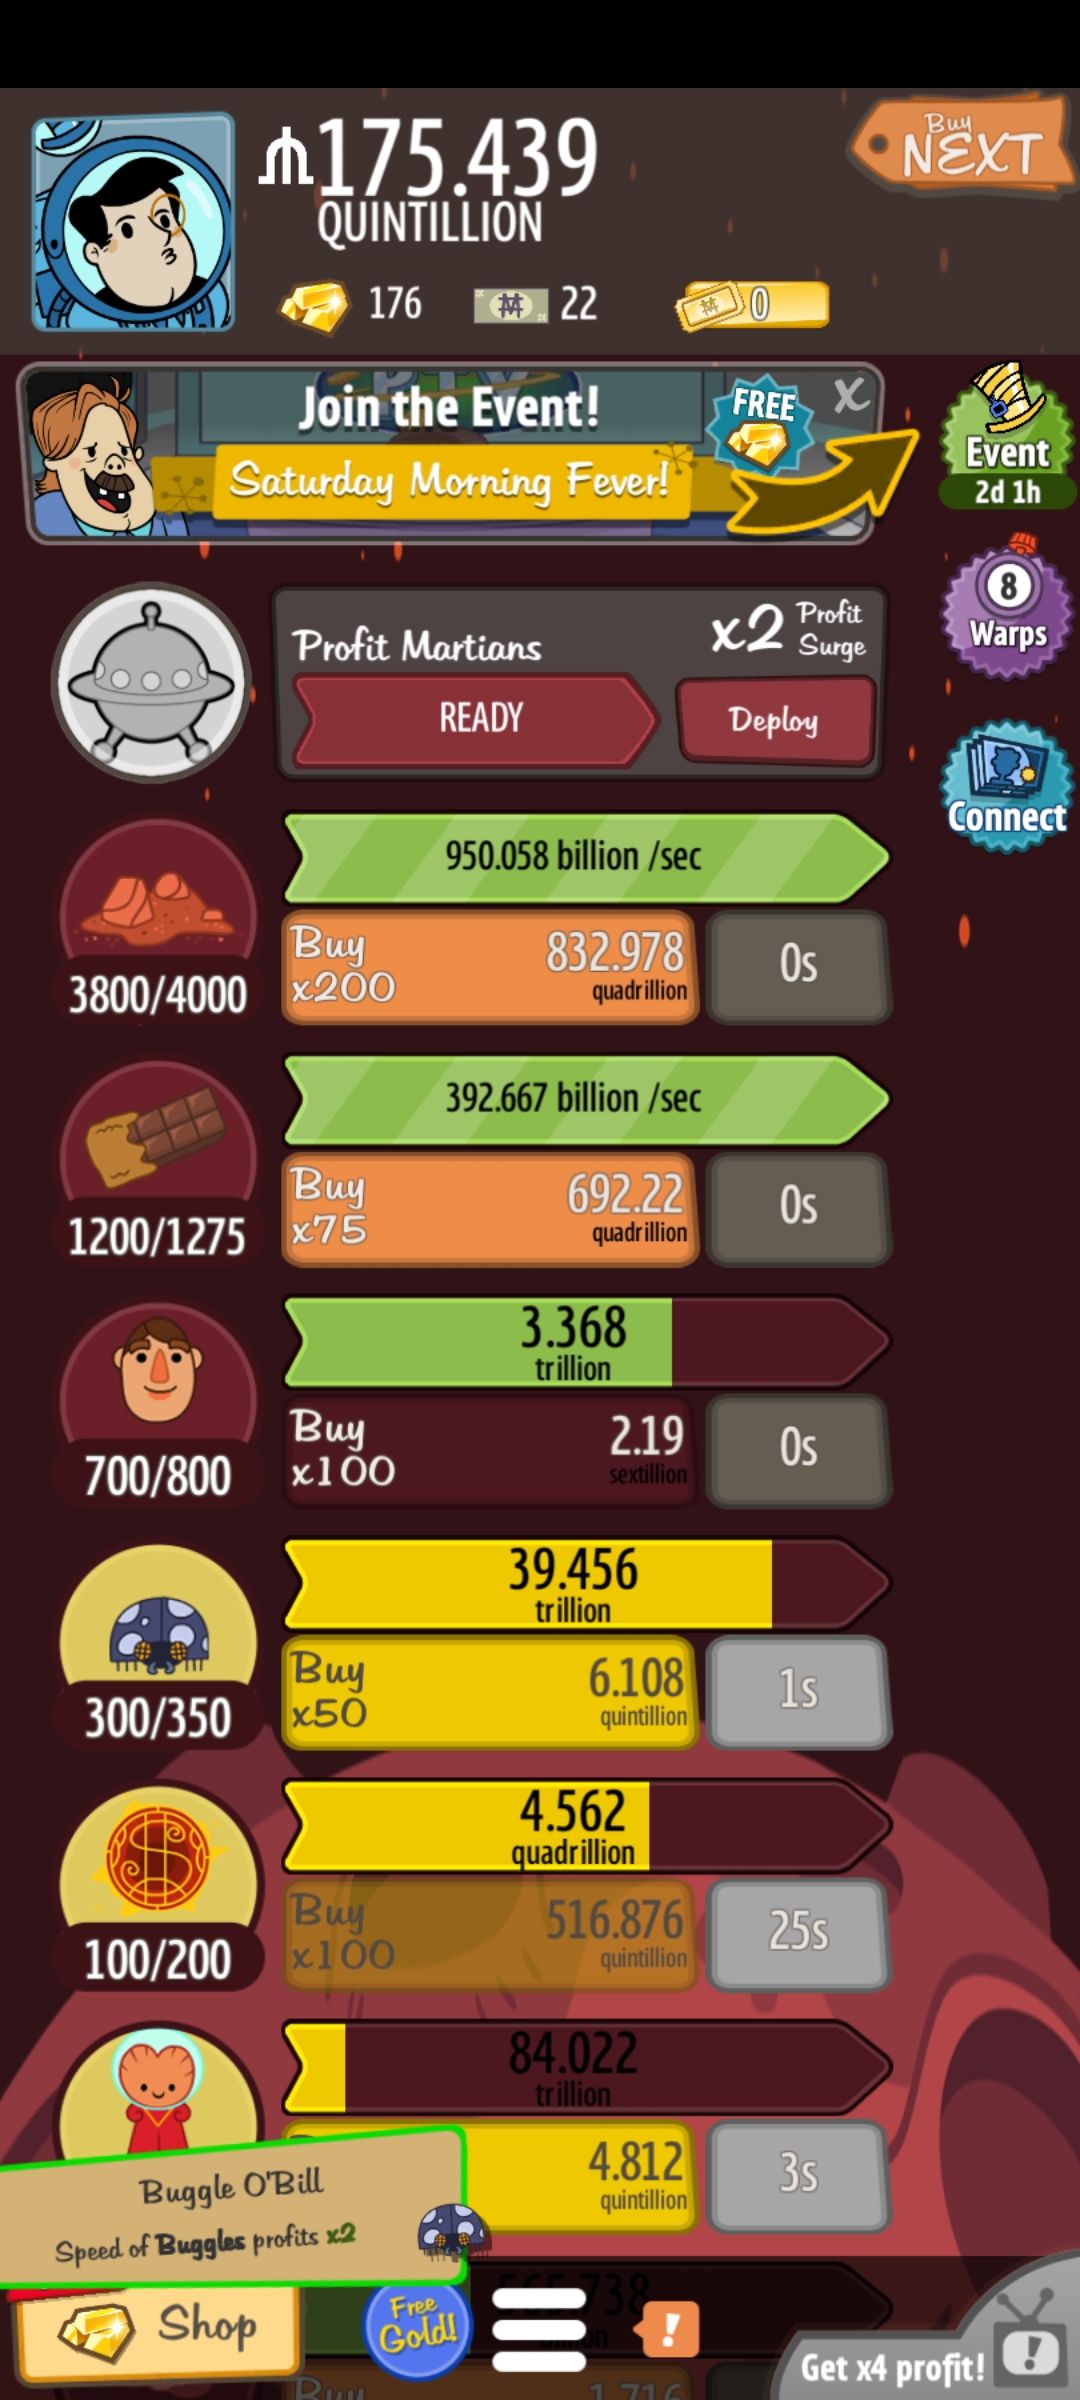 Buy
NEXT
175.439
QUINTILLION
176
22
0
Join the Event!
FREE
X
Saturday Morning Fever!
Event
2d 1h
8
Warps
Connect
Profit Martians
x2 Profit
Surge
READY
Deploy
950.058 billion /sec
3800/4000
Buy
x200
832.978
quadrillion
0s
392.667 billion /sec
1200/1275
Buy
x75
692.22
quadrillion
0s
3.368
trillion
700/800
Buy
x100
2.19
sextillion
0s
39.456
trillion
300/350
Buy
x50
6.108
quintillion
1s
4.562
quadrillion
100/200
Buy
x100
516.876
quintillion
25s
84.022
trillion
4.812
quintillion
3s
Buggle O'Bill
Speed of Buggles profits x2
Shop
Free
Gold!
!
!
Get x4 profit!
Buy
1.716